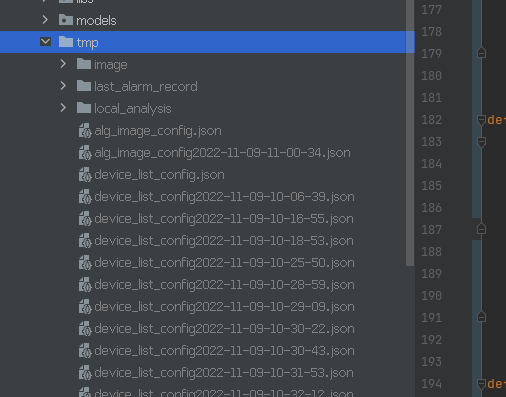 libs
177
models
178
tmp
179
image
180
last_alarm_record
181
local_analysis
alg_image_config.json
182
def
alg_image_config2022-11-09-11-00-34.json
183
device_list_config.json
184
185
device_list_config2022-11-09-10-06-39.json
186
device_list_config2022-11-09-10-16-55.json
187
device_list_config2022-11-09-10-18-53.json
188
device_list_config2022-11-09-10-25-50.json
189
device_list_config2022-11-09-10-28-59.json
190
device_list_config2022-11-09-10-29-09.json
191
device_list_config2022-11-09-10-30-22.json
192
device_list_config2022-11-09-10-30-43.json
193
device_list_config2022-11-09-10-31-53.json
194
def
device_list_config2022-11-09-10-32-12.json